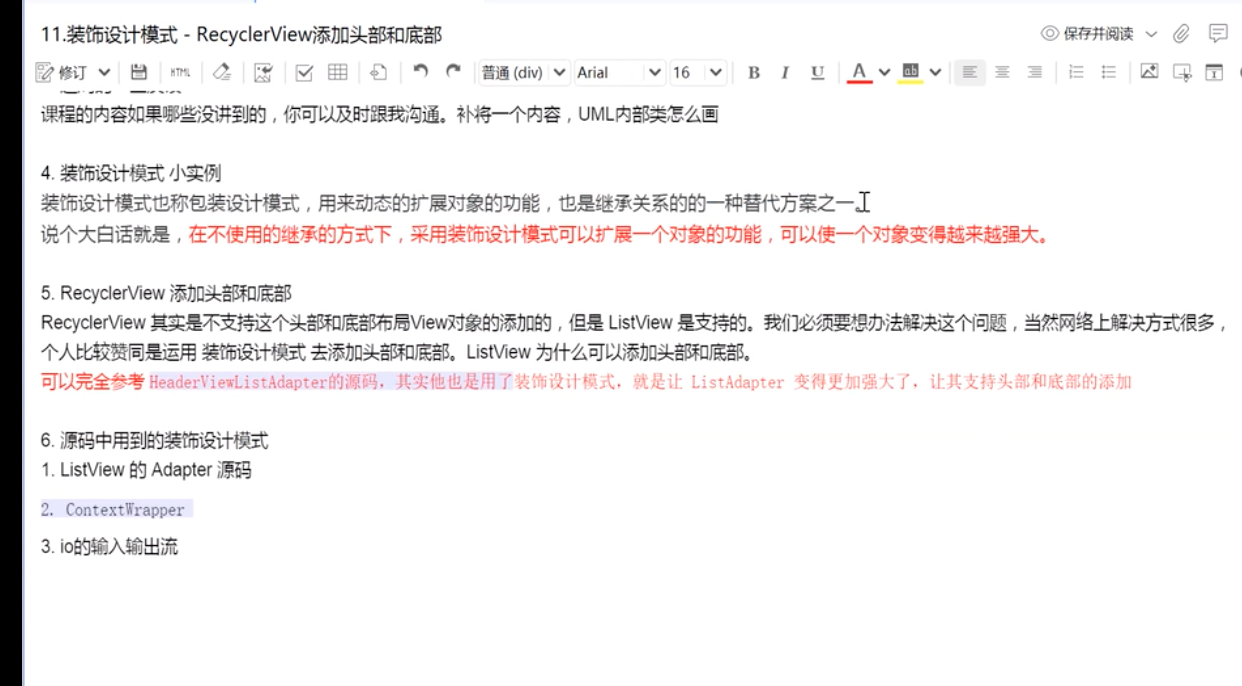 11.装饰设计模式 - RecyclerView添加头部和底部
保存并阅读
修订 HTML 普通 (div) Arial 16 B I U A ab
课程的内容如果哪些没讲到的，你可以及时跟我沟通。补将一个内容，UML内部类怎么画
4. 装饰设计模式 小实例
装饰设计模式也称包装设计模式，用来动态的扩展对象的功能，也是继承关系的的一种替代方案之一。
说个大白话就是，在不使用的继承的方式下，采用装饰设计模式可以扩展一个对象的功能，可以使一个对象变得越来越强大。
5. RecyclerView 添加头部和底部
RecyclerView 其实是不支持这个头部和底部布局View对象的添加的，但是 ListView 是支持的。我们必须要想办法解决这个问题，当然网络上解决方式很多，
个人比较赞同是运用 装饰设计模式 去添加头部和底部。ListView 为什么可以添加头部和底部。
可以完全参考 HeaderViewListAdapter的源码，其实他也是用了装饰设计模式，就是让 ListAdapter 变得更加强大了，让其支持头部和底部的添加
6. 源码中用到的装饰设计模式
1. ListView 的 Adapter 源码
2. ContextWrapper
3. io的输入输出流